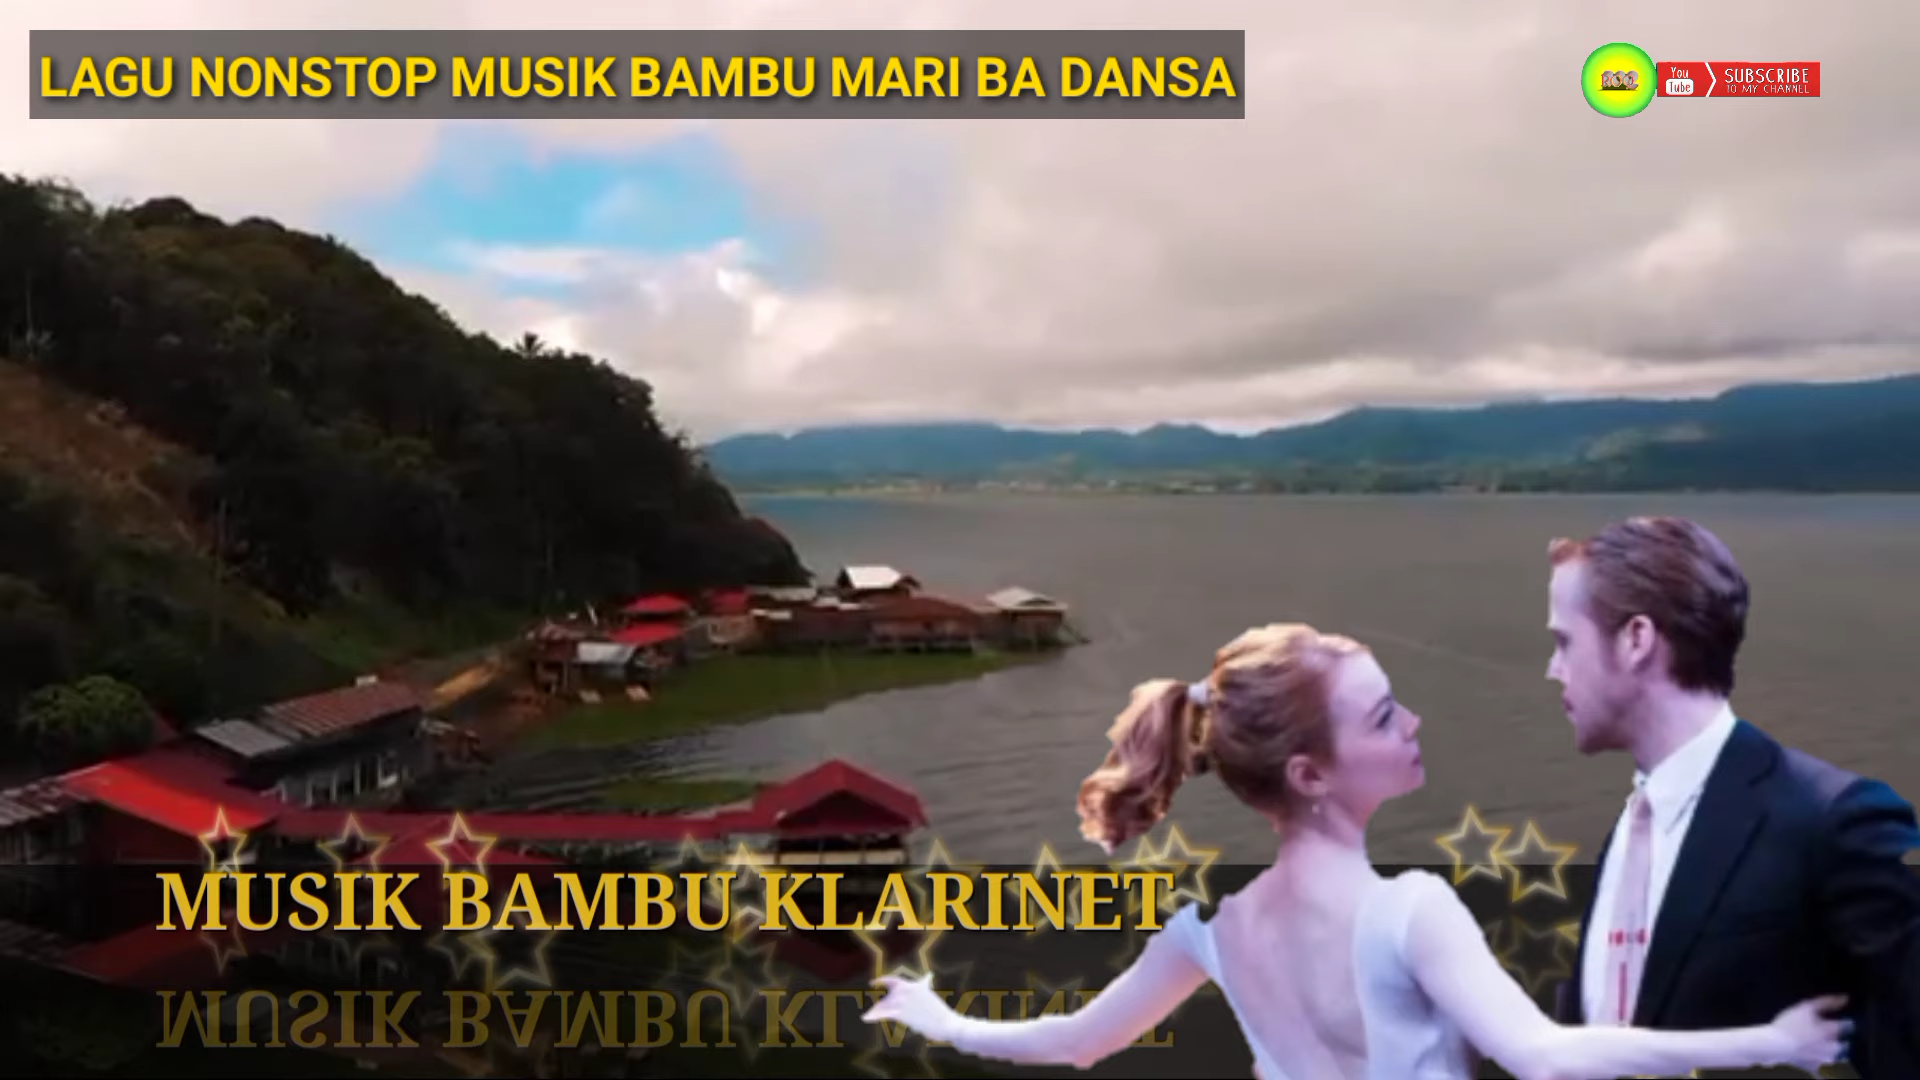 LAGU NONSTOP MUSIK BAMBU MARI BA DANSA
You
Tube
SUBSCRIBE
TO MY CHANNEL
MUSIK BAMBU KLARINET